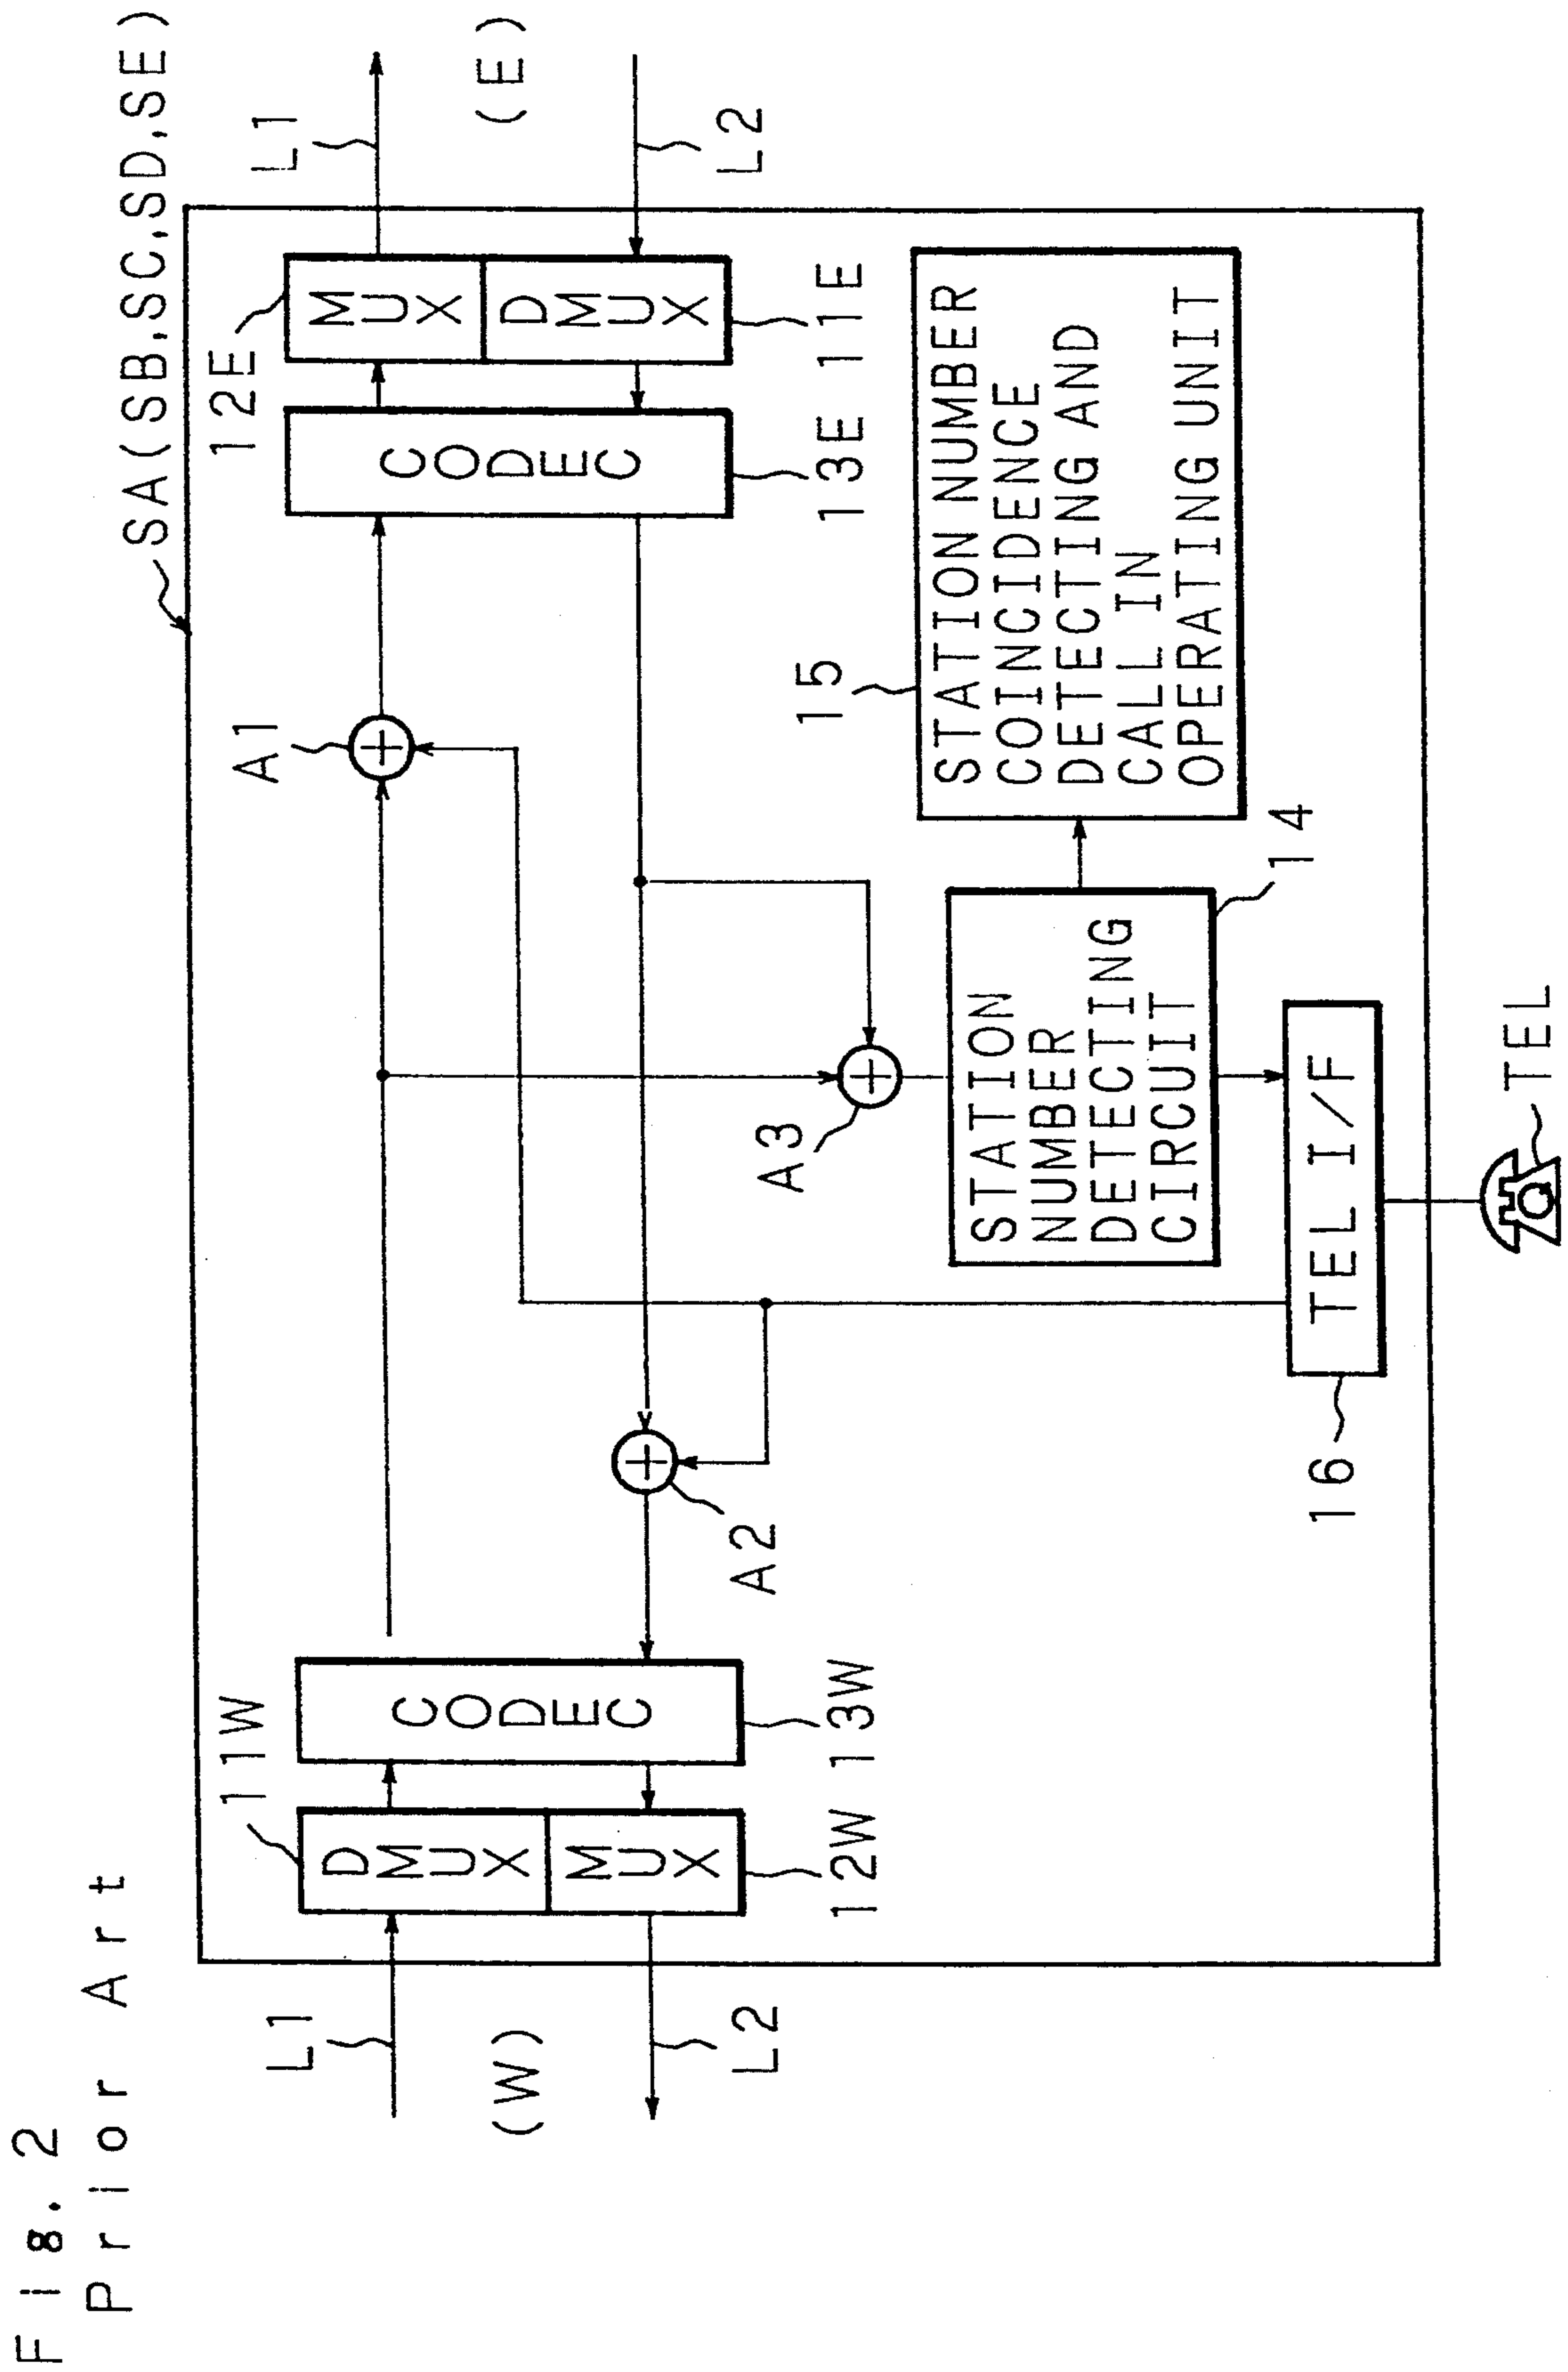 Fig. 2
Prior Art
SA(SB,SC,SD,SE)
L1
11W
A1
12E
L1
DMUX
MUX
CODEC
CODEC
MUX
DMUX
(W)
(E)
L2
12W
13W
A2
A3
13E
11E
L2
15
STATION NUMBER
COINCIDENCE
DETECTING AND
CALL IN
OPERATING UNIT
STATION
NUMBER
DETECTING
CIRCUIT
14
16
TEL I/F
TEL